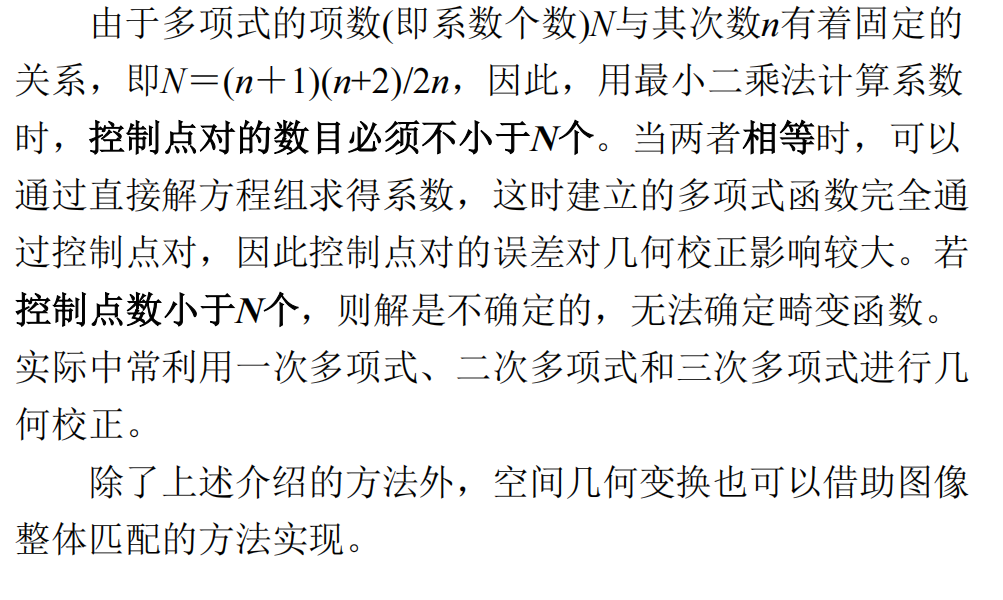 由于多项式的项数(即系数个数)N与其次数n有着固定的
关系，即N＝(n＋1)(n+2)/2n，因此，用最小二乘法计算系数
时，控制点对的数目必须不小于N个。当两者相等时，可以
通过直接解方程组求得系数，这时建立的多项式函数完全通
过控制点对，因此控制点对的误差对几何校正影响较大。若
控制点数小于N个，则解是不确定的，无法确定畸变函数。
实际中常利用一次多项式、二次多项式和三次多项式进行几
何校正。
除了上述介绍的方法外，空间几何变换也可以借助图像
整体匹配的方法实现。